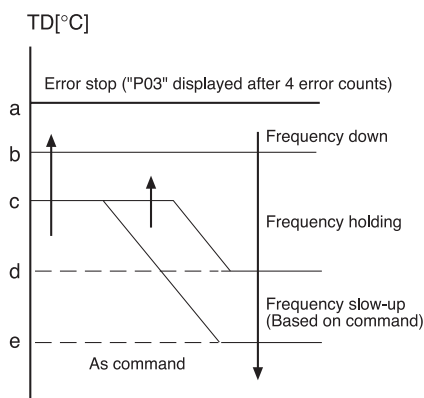 TD[°C]
Error stop ("P03" displayed after 4 error counts)
a
Frequency down
b
c
Frequency holding
d
Frequency slow-up
(Based on command)
e
As command